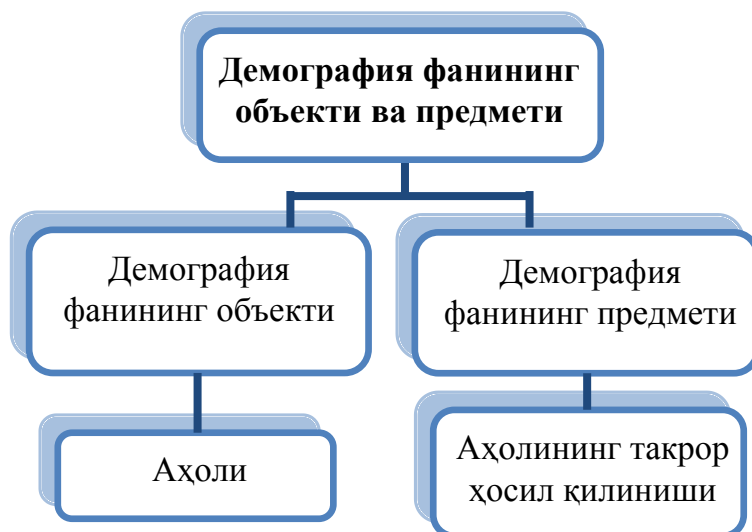 Демография фанининг
объекти ва предмети
Демография
фанининг объекти
Демография
фанининг предмети
Аҳоли
Аҳолининг такрор
ҳосил қилиниши